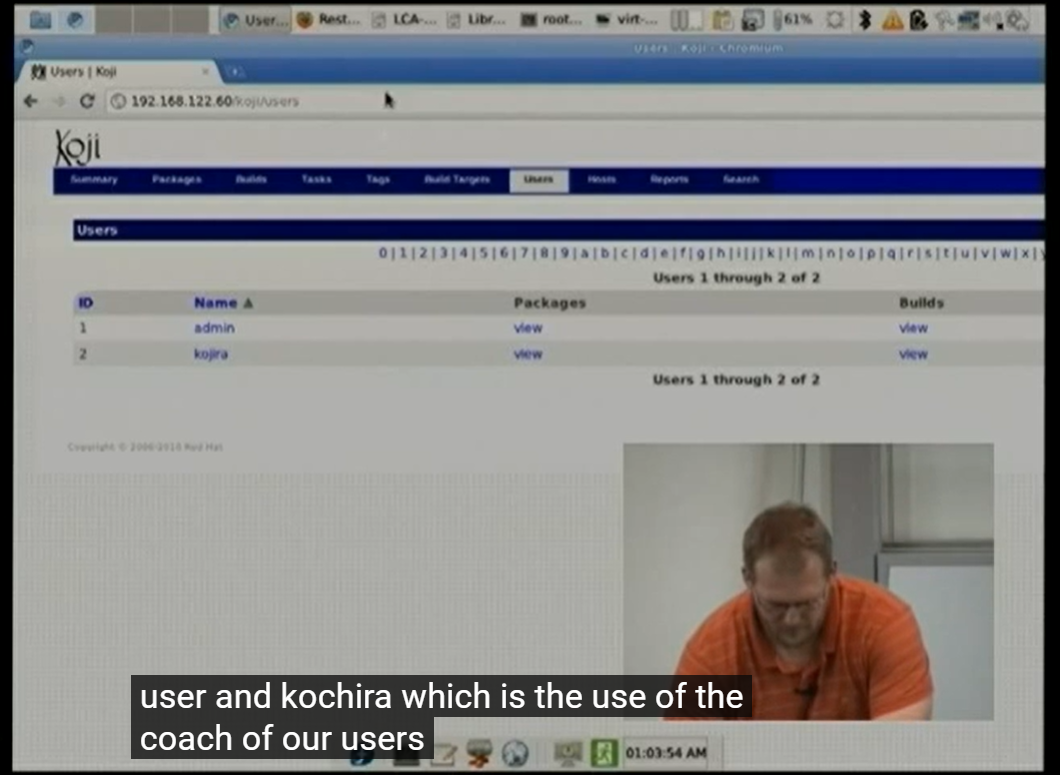 User... Rest... LCA-... Libr... root... virt-... 61%
Users : Koji - Chromium
Users | Koji
192.168.122.60/koji/users
Koji
Summary Packages Builds Tasks Tags Build Targets Users Hosts Reports Search
Users
0 | 1 | 2 | 3 | 4 | 5 | 6 | 7 | 8 | 9 | a | b | c | d | e | f | g | h | i | j | k | l | m | n | o | p | q | r | s | t | u | v | w | x |
Users 1 through 2 of 2
ID Name ▲ Packages Builds
1 admin view view
2 kojira view view
Users 1 through 2 of 2
Copyright © 2006-2010 Red Hat
user and kochira which is the use of the
coach of our users
01:03:54 AM